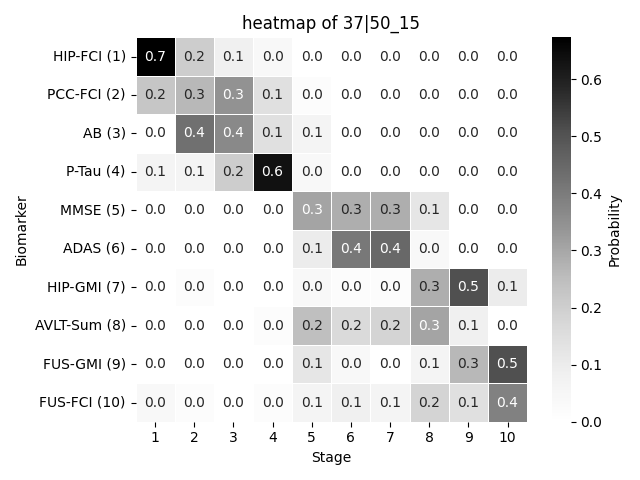 heatmap of 37|50_15
HIP-FCI (1) 0.7 0.2 0.1 0.0 0.0 0.0 0.0 0.0 0.0 0.0
PCC-FCI (2) 0.2 0.3 0.3 0.1 0.0 0.0 0.0 0.0 0.0 0.0
AB (3) 0.0 0.4 0.4 0.1 0.1 0.0 0.0 0.0 0.0 0.0
P-Tau (4) 0.1 0.1 0.2 0.6 0.0 0.0 0.0 0.0 0.0 0.0
MMSE (5) 0.0 0.0 0.0 0.0 0.3 0.3 0.3 0.1 0.0 0.0
ADAS (6) 0.0 0.0 0.0 0.0 0.1 0.4 0.4 0.0 0.0 0.0
HIP-GMI (7) 0.0 0.0 0.0 0.0 0.0 0.0 0.0 0.3 0.5 0.1
AVLT-Sum (8) 0.0 0.0 0.0 0.0 0.2 0.2 0.2 0.3 0.1 0.0
FUS-GMI (9) 0.0 0.0 0.0 0.0 0.1 0.0 0.0 0.1 0.3 0.5
FUS-FCI (10) 0.0 0.0 0.0 0.0 0.1 0.1 0.1 0.2 0.1 0.4
1 2 3 4 5 6 7 8 9 10
Stage
Biomarker
0.6
0.5
0.4
0.3
0.2
0.1
0.0
Probability